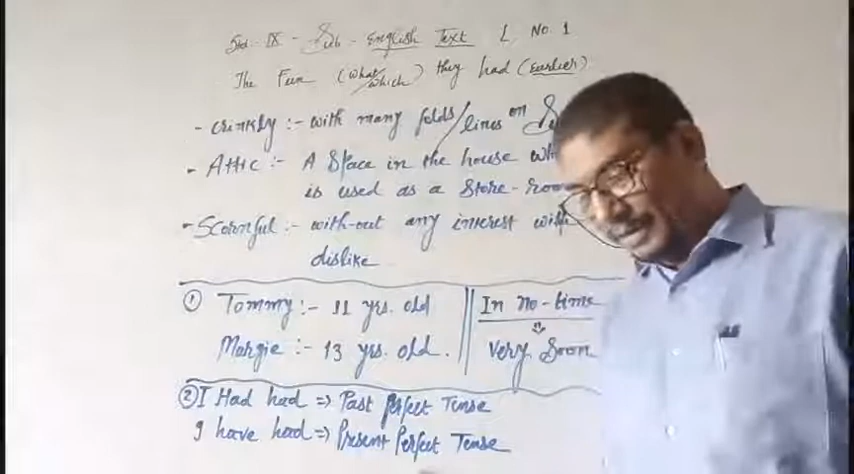 Std - IX - Sub - English Text L No 1
The Fun (what/which) they had (Earlier)
- Crinkly :- with many folds/lines on
- Attic :- A Space in the house
is used as a Store-
- Scornful :- with-out any interest with
dislike
① Tommy :- 11 yrs. old
Margie :- 13 yrs. old.
In no-time
very Soon
② I Had had => Past perfect Tense
I have had => Present Perfect Tense